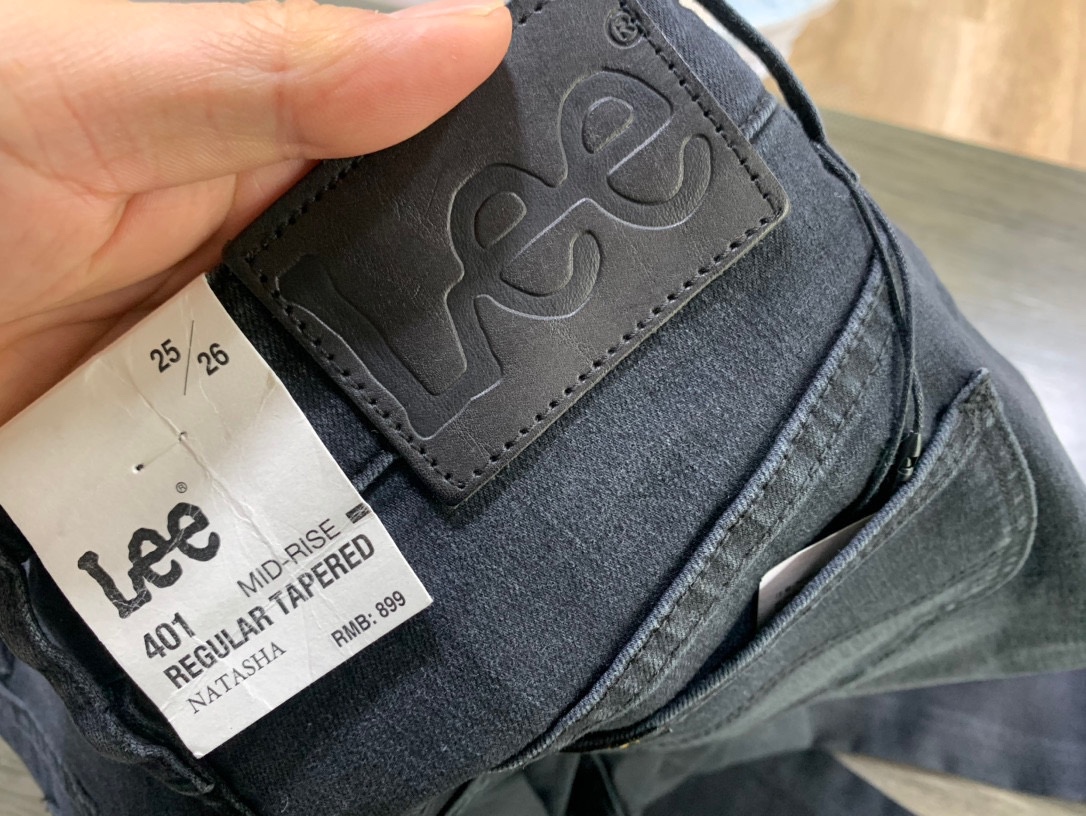 Lee®
25/26
Lee®
401 MID-RISE
REGULAR TAPERED
NATASHA
RMB: 899